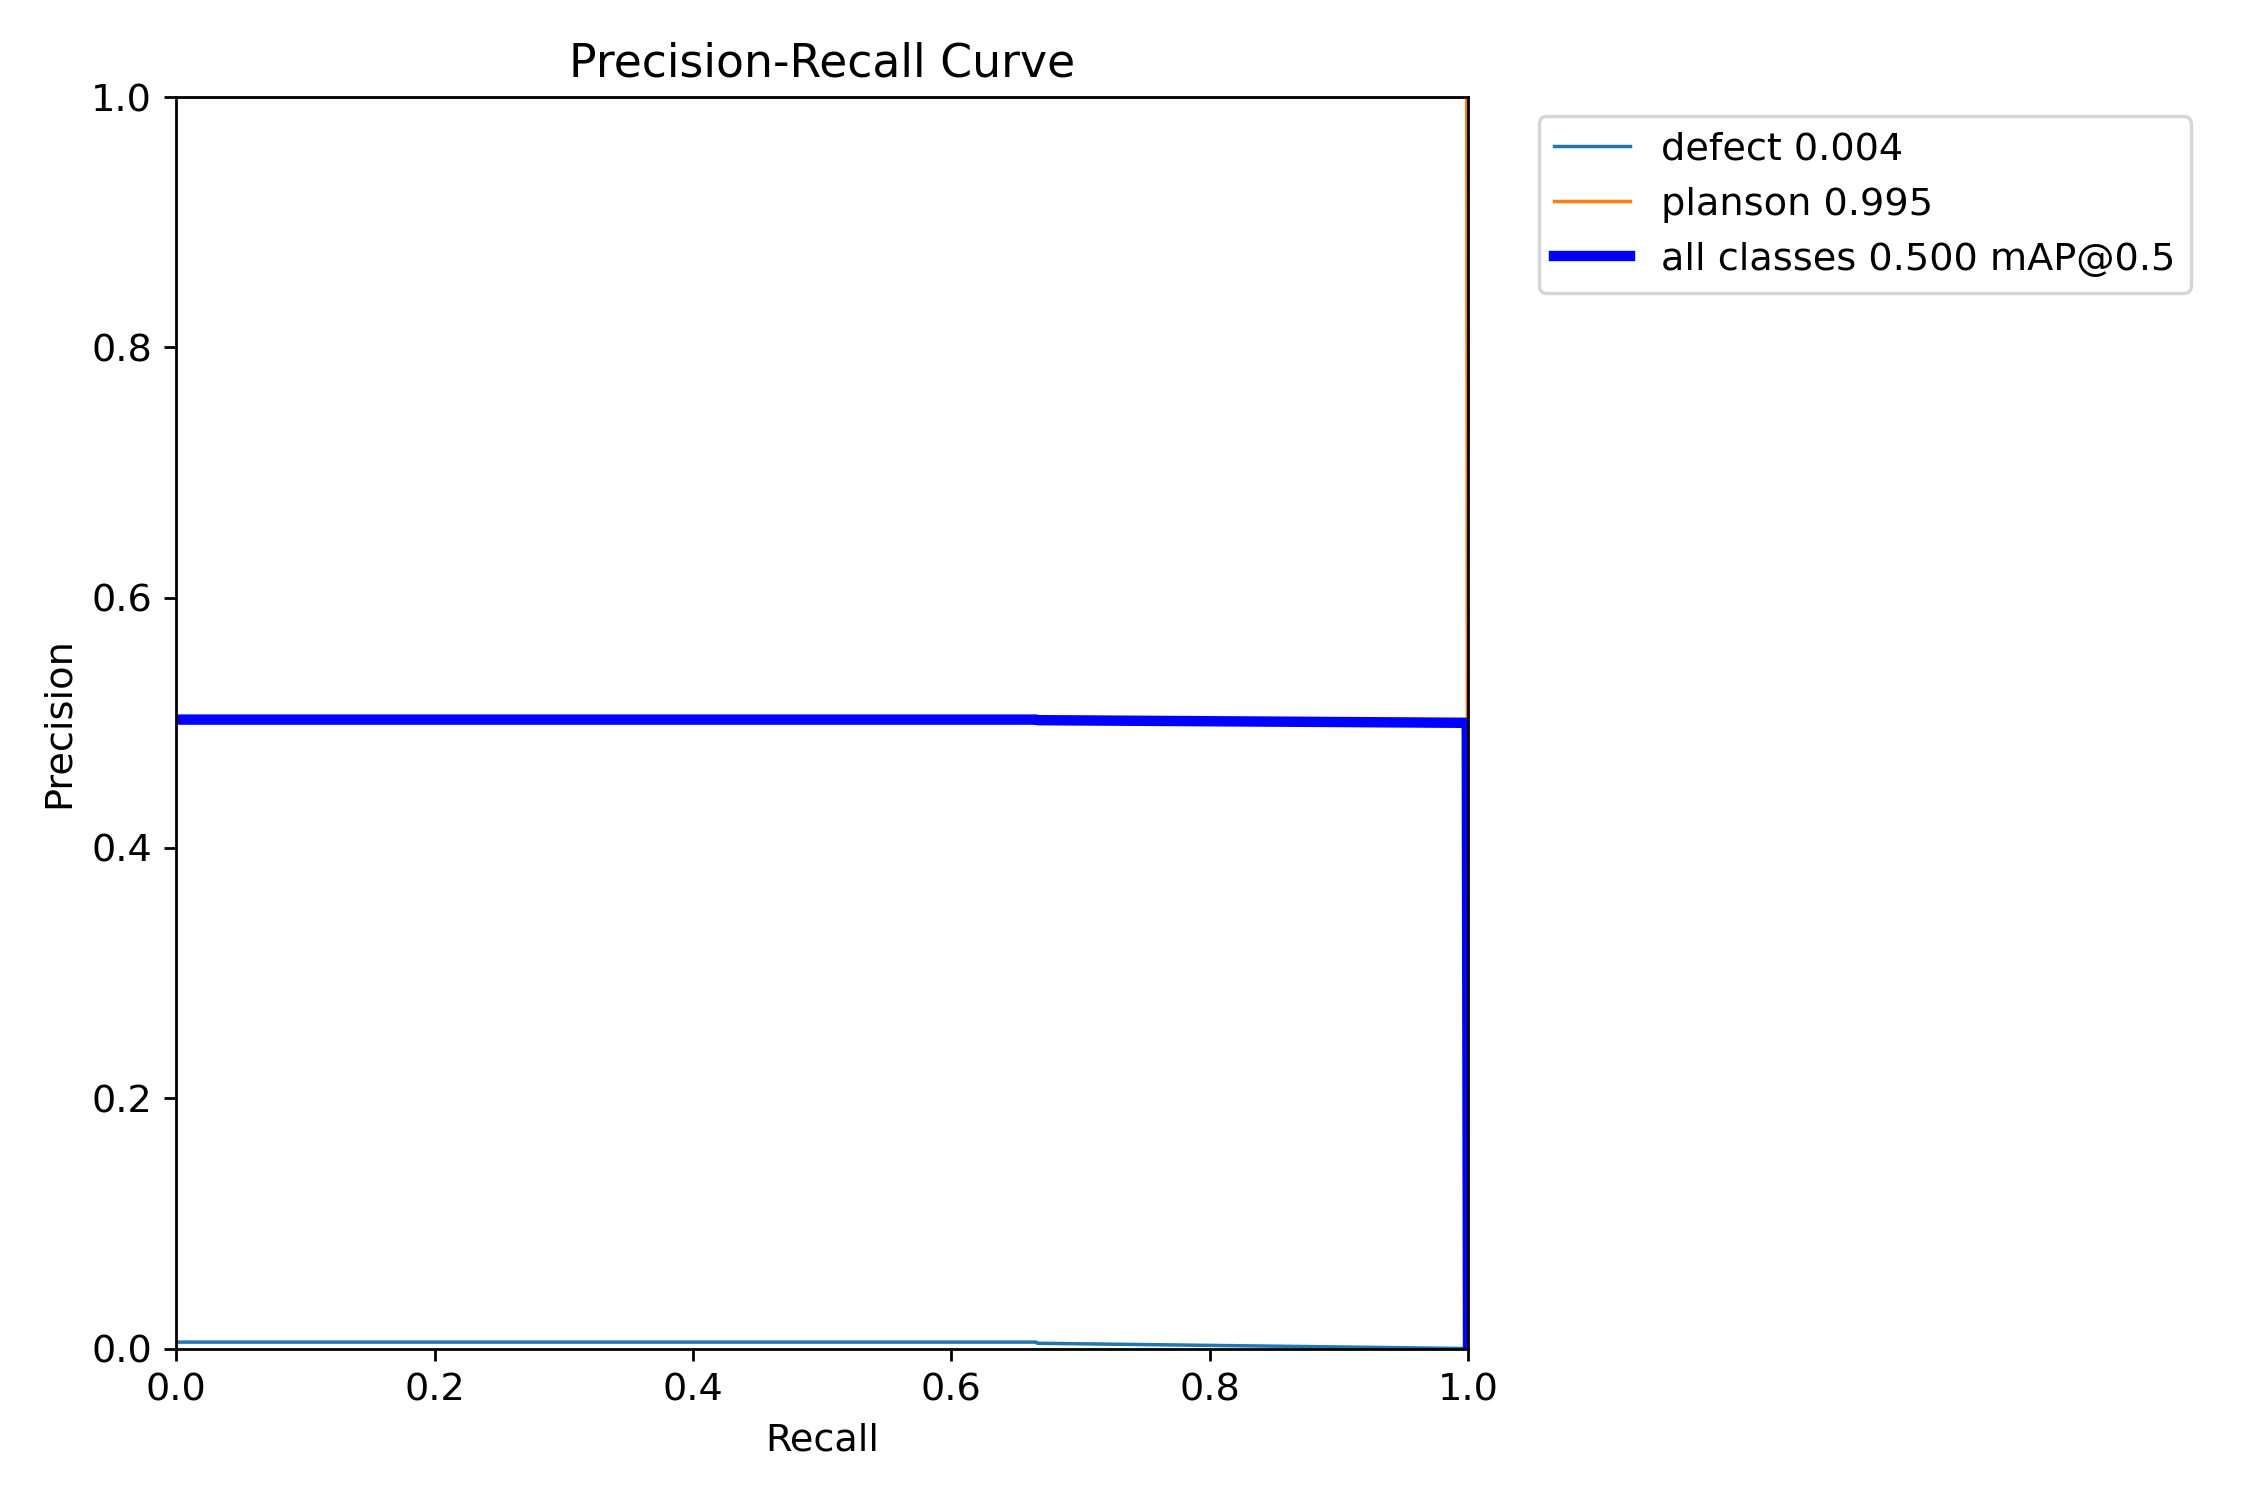 Precision-Recall Curve
1.0
0.8
0.6
0.4
0.2
0.0
Precision
0.0 0.2 0.4 0.6 0.8 1.0
Recall
defect 0.004
planson 0.995
all classes 0.500 mAP@0.5